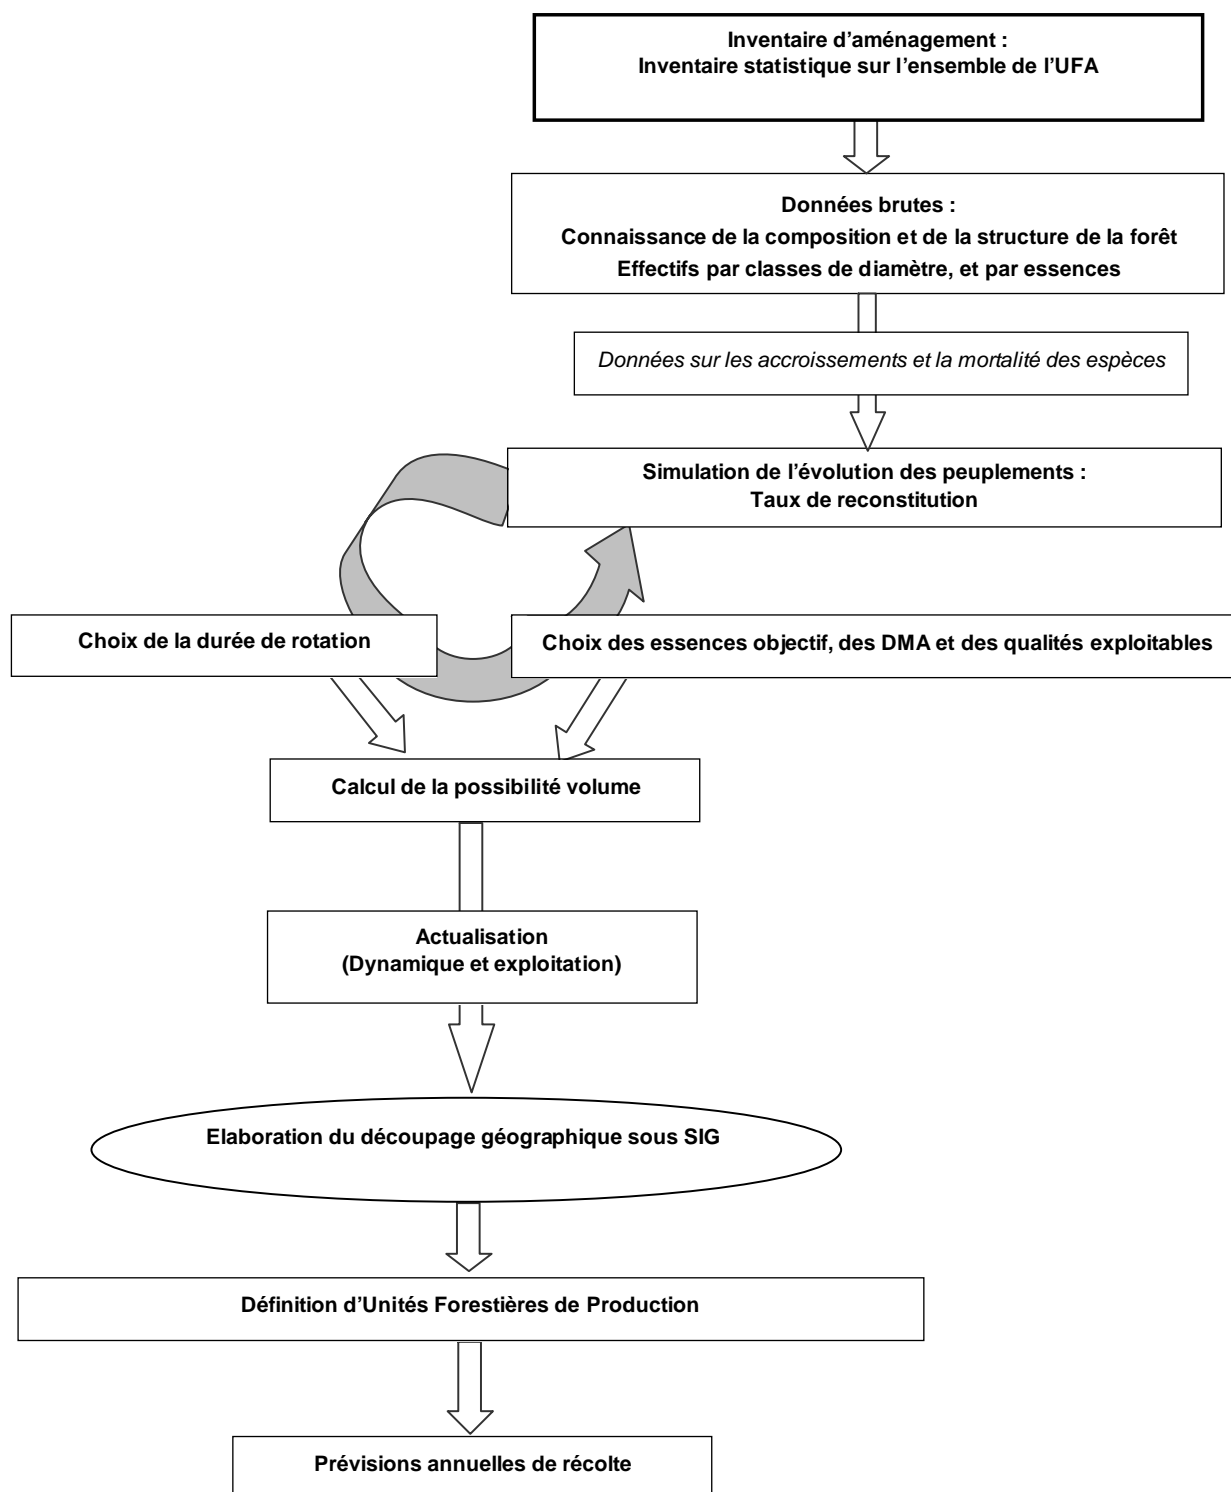 Inventaire d’aménagement :
Inventaire statistique sur l’ensemble de l’UFA
Données brutes :
Connaissance de la composition et de la structure de la forêt
Effectifs par classes de diamètre, et par essences
Données sur les accroissements et la mortalité des espèces
Simulation de l’évolution des peuplements :
Taux de reconstitution
Choix de la durée de rotation
Choix des essences objectif, des DMA et des qualités exploitables
Calcul de la possibilité volume
Actualisation
(Dynamique et exploitation)
Elaboration du découpage géographique sous SIG
Définition d’Unités Forestières de Production
Prévisions annuelles de récolte